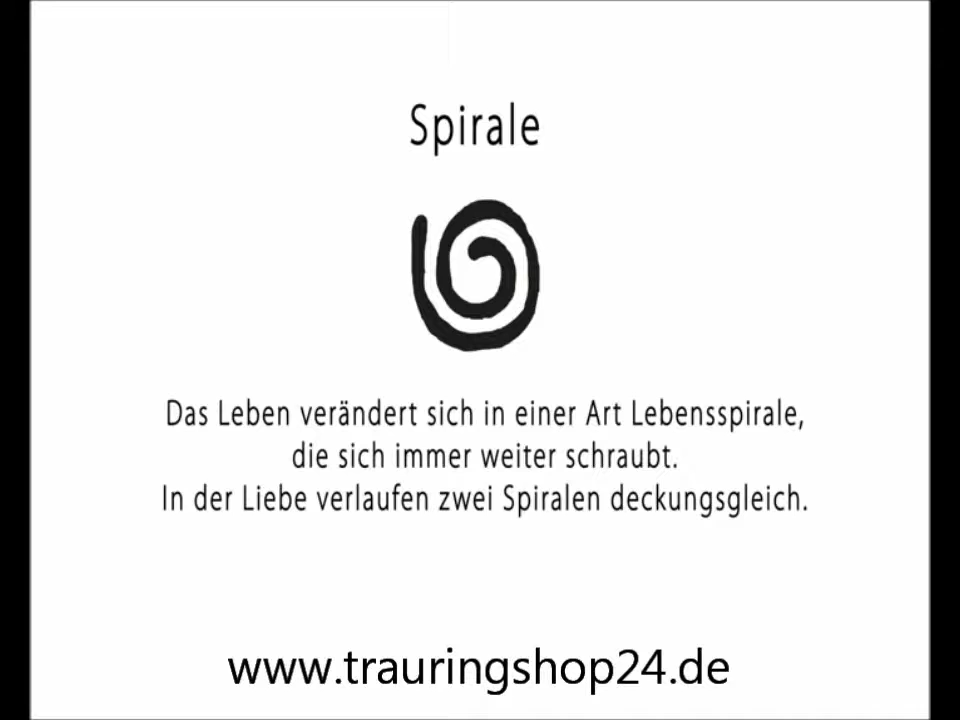 Spirale
Das Leben verändert sich in einer Art Lebensspirale,
die sich immer weiter schraubt.
In der Liebe verlaufen zwei Spiralen deckungsgleich.
www.trauringshop24.de